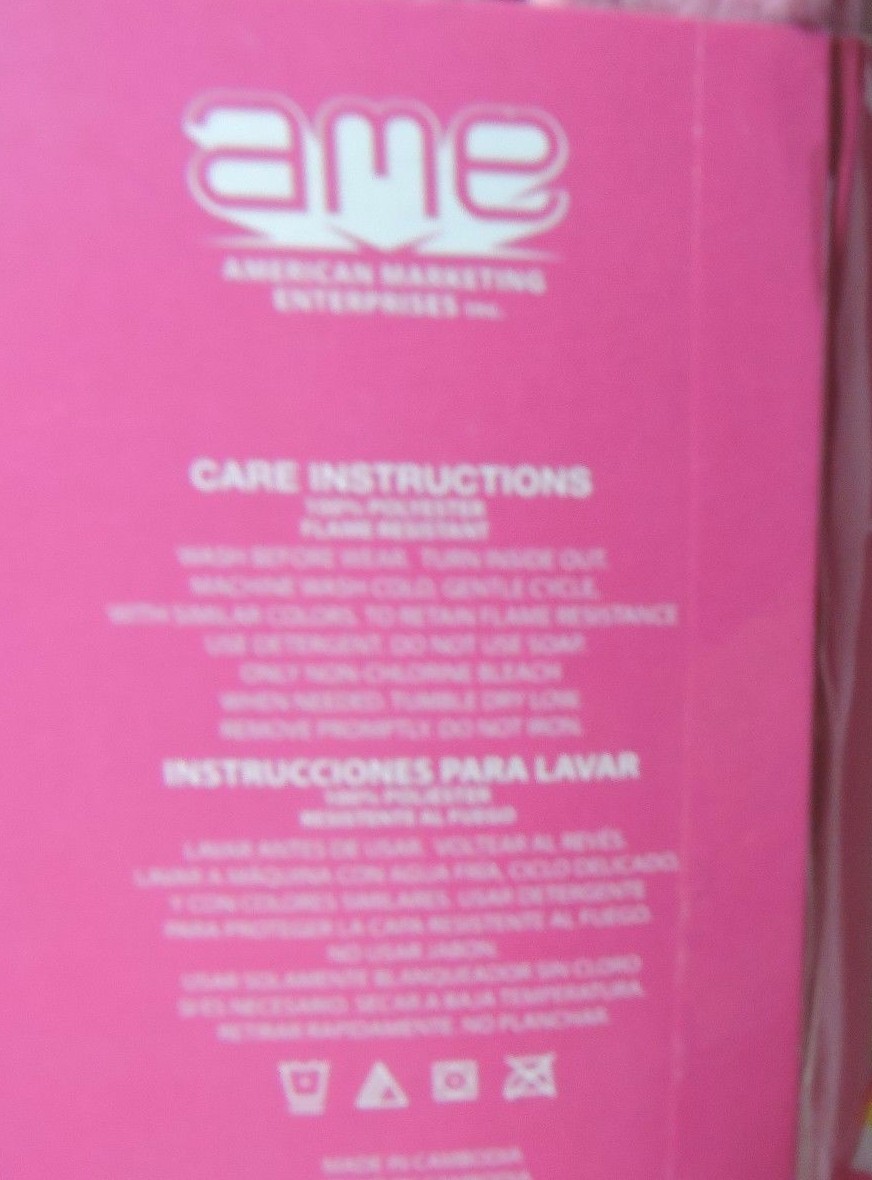 ame
AMERICAN MARKETING
ENTERPRISES INC.
CARE INSTRUCTIONS
100% POLYESTER
FLAME RESISTANT
WASH BEFORE WEAR. TURN INSIDE OUT.
MACHINE WASH COLD, GENTLE CYCLE,
WITH SIMILAR COLORS. TO RETAIN FLAME RESISTANCE
USE DETERGENT. DO NOT USE SOAP.
ONLY NON-CHLORINE BLEACH
WHEN NEEDED. TUMBLE DRY LOW.
REMOVE PROMPTLY. DO NOT IRON.
INSTRUCCIONES PARA LAVAR
100% POLIESTER
RESISTENTE AL FUEGO
LAVAR ANTES DE USAR. VOLTEAR AL REVÉS.
LAVAR A MÁQUINA CON AGUA FRÍA, CICLO DELICADO,
Y CON COLORES SIMILARES. USAR DETERGENTE
PARA PROTEGER LA CAPA RESISTENTE AL FUEGO.
NO USAR JABON.
USAR SOLAMENTE BLANQUEADOR SIN CLORO
SI ES NECESARIO. SECAR A BAJA TEMPERATURA.
RETIRAR RAPIDAMENTE. NO PLANCHAR.
MADE IN CAMBODIA
CAMBODIA